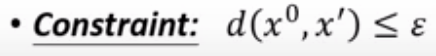 • Constraint: d(x⁰, x′) ≤ ε